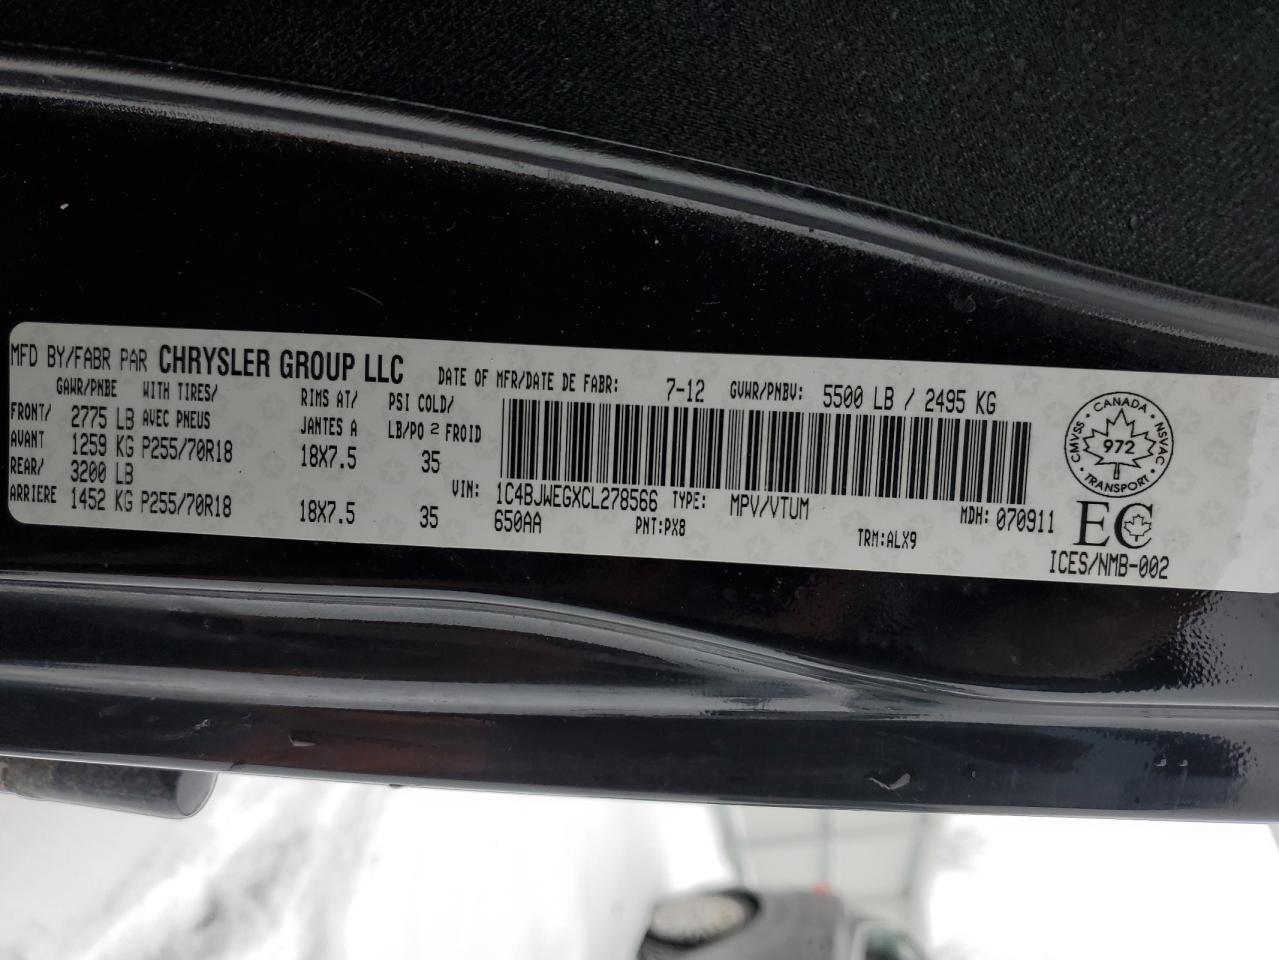 MFD BY/FABR PAR CHRYSLER GROUP LLC DATE OF MFR/DATE DE FABR: 7-12 GVWR/PNBV: 5500 LB / 2495 KG
GAWR/PNBE WITH TIRES/ RIMS AT/ PSI COLD/
FRONT/ 2775 LB AVEC PNEUS JANTES A LB/PO 2 FROID
AVANT 1259 KG P255/70R18 18X7.5 35
REAR/ 3200 LB
ARRIERE 1452 KG P255/70R18 18X7.5 35
VIN: 1C4BJWEGXCL278566 TYPE: MPV/VTUM MDH: 070911
650AA PNT:PX8 TRM:ALX9
CANADA
CMVSS 972 NSVAC
TRANSPORT
EC
ICES/NMB-002